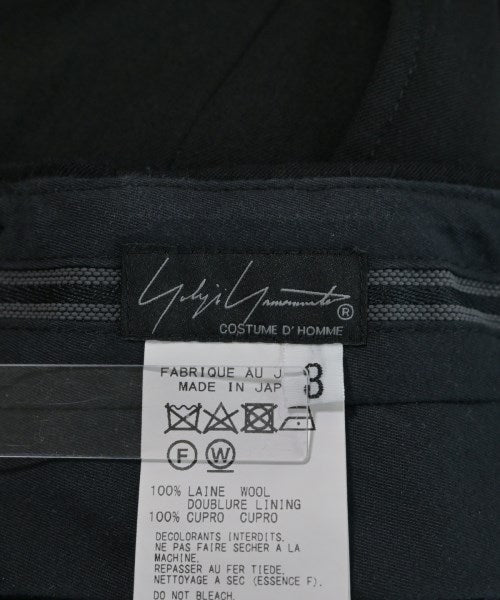 Yohji Yamamoto ®
COSTUME D'HOMME
FABRIQUE AU J
MADE IN JAP
3
F W
100% LAINE WOOL
DOUBLURE LINING
100% CUPRO CUPRO
DECOLORANTS INTERDITS.
NE PAS FAIRE SECHER A LA
MACHINE.
REPASSER AU FER TIEDE.
NETTOYAGE A SEC (ESSENCE F).
DO NOT BLEACH.